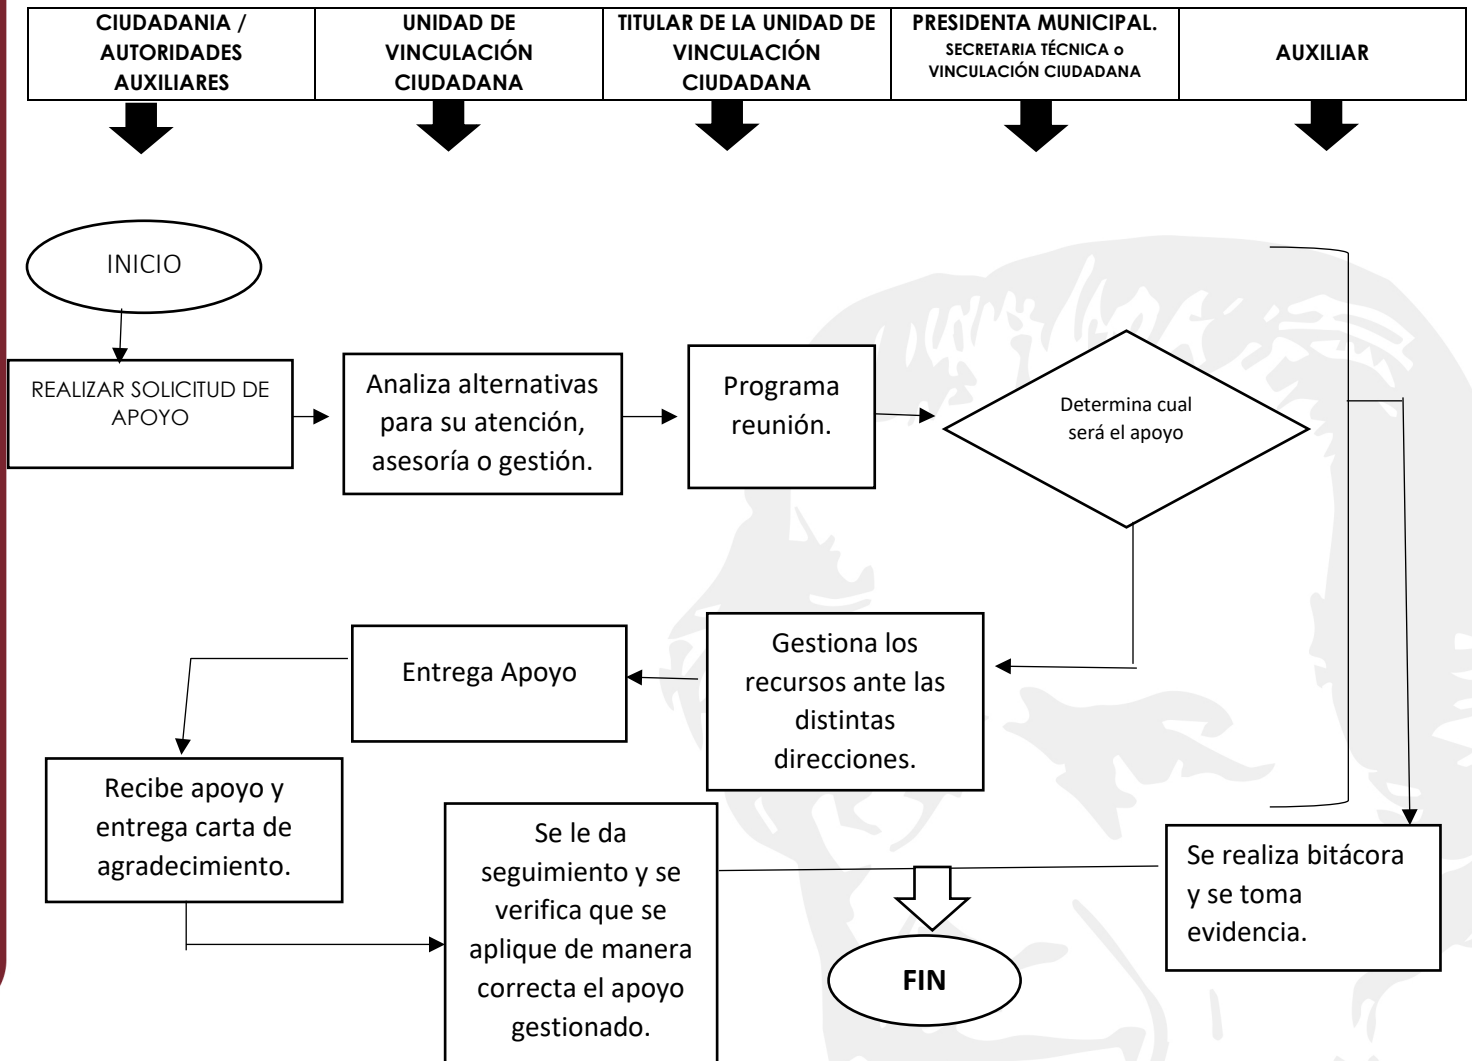 CIUDADANIA /
AUTORIDADES
AUXILIARES
UNIDAD DE
VINCULACIÓN
CIUDADANA
TITULAR DE LA UNIDAD DE
VINCULACIÓN
CIUDADANA
PRESIDENTA MUNICIPAL.
SECRETARIA TÉCNICA o
VINCULACIÓN CIUDADANA
AUXILIAR
INICIO
REALIZAR SOLICITUD DE
APOYO
Analiza alternativas
para su atención,
asesoría o gestión.
Programa
reunión.
Determina cual
será el apoyo
Gestiona los
recursos ante las
distintas
direcciones.
Entrega Apoyo
Recibe apoyo y
entrega carta de
agradecimiento.
Se le da
seguimiento y se
verifica que se
aplique de manera
correcta el apoyo
gestionado.
Se realiza bitácora
y se toma
evidencia.
FIN